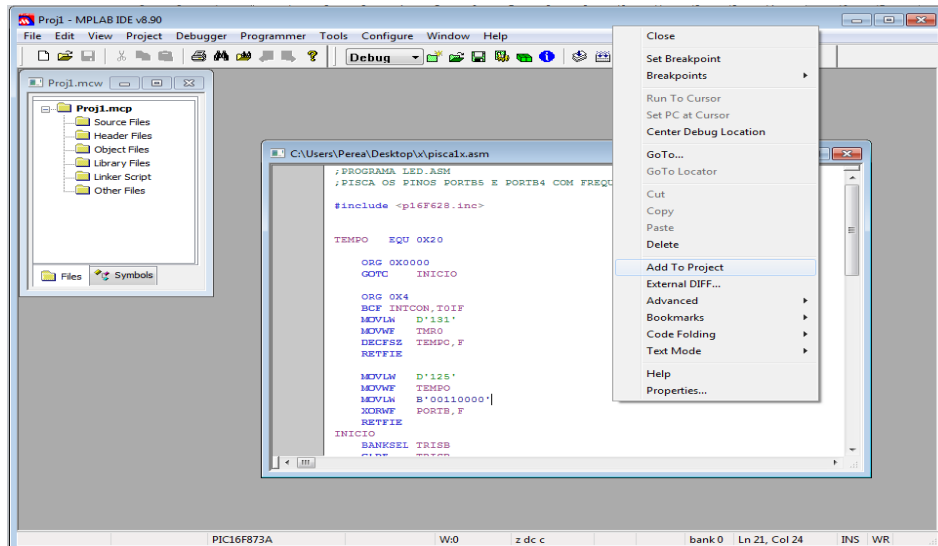 Proj1 - MPLAB IDE v8.90
File Edit View Project Debugger Programmer Tools Configure Window Help
Debug
Proj1.mcw
Proj1.mcp
Source Files
Header Files
Object Files
Library Files
Linker Script
Other Files
Files Symbols
C:\Users\Perea\Desktop\x\pisca1x.asm
;PROGRAMA LED.ASM
;PISCA OS PINOS PORTB5 E PORTB4 COM FREQU
#include <p16F628.inc>
TEMPO EQU 0X20
ORG 0X0000
GOTO INICIO
ORG 0X4
BCF INTCON,T0IF
MOVLW D'131'
MOVWF TMR0
DECFSZ TEMPO,F
RETFIE
MOVLW D'125'
MOVWF TEMPO
MOVLW B'00110000'
XORWF PORTB,F
RETFIE
INICIO
BANKSEL TRISB
Close
Set Breakpoint
Breakpoints
Run To Cursor
Set PC at Cursor
Center Debug Location
GoTo...
GoTo Locator
Cut
Copy
Paste
Delete
Add To Project
External DIFF...
Advanced
Bookmarks
Code Folding
Text Mode
Help
Properties...
PIC16F873A W:0 z dc c bank 0 Ln 21, Col 24 INS WR